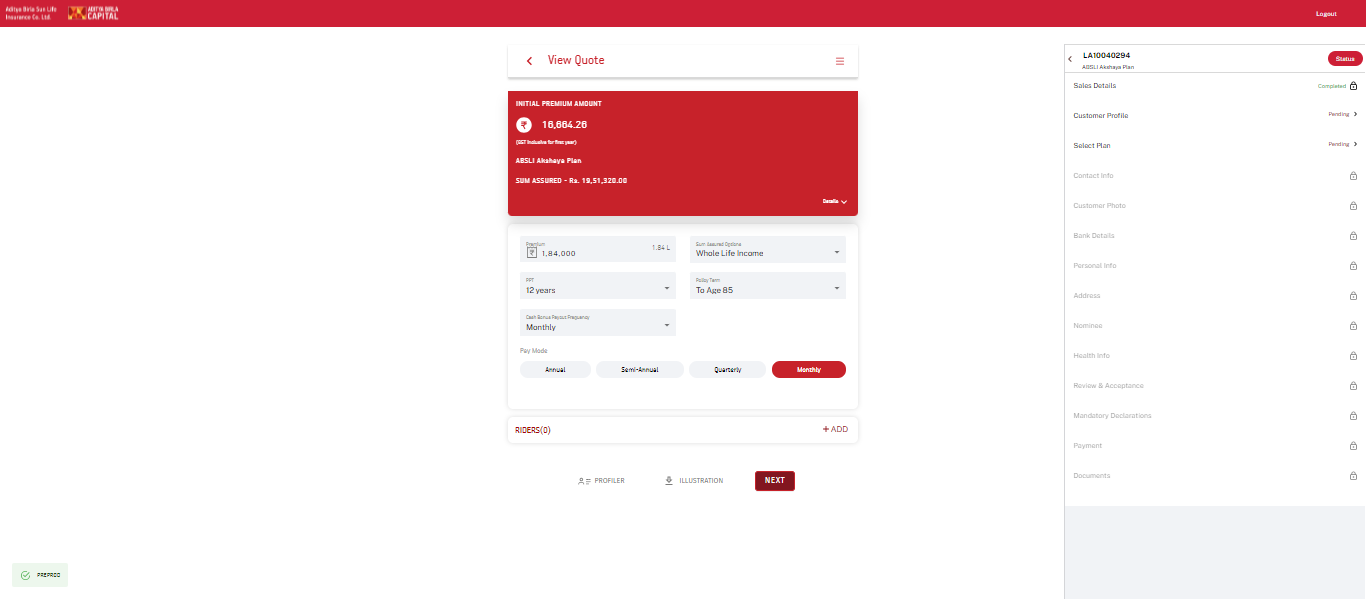 Aditya Birla Sun Life
Insurance Co. Ltd.
ADITYA BIRLA
CAPITAL
Logout
View Quote
INITIAL PREMIUM AMOUNT
₹ 16,664.26
(GST Inclusive for first year)
ABSLI Akshaya Plan
SUM ASSURED - Rs. 19,51,320.00
Details
Premium
₹ 1,84,000
1.84 L
Sum Assured Options
Whole Life Income
PPT
12 years
Policy Term
To Age 85
Cash Bonus Payout Frequency
Monthly
Pay Mode
Annual
Semi-Annual
Quarterly
Monthly
RIDERS(0)
+ ADD
PROFILER
ILLUSTRATION
NEXT
PREPROD
LA10040294
ABSLI Akshaya Plan
Status
Sales Details
Completed
Customer Profile
Pending
Select Plan
Pending
Contact Info
Customer Photo
Bank Details
Personal Info
Address
Nominee
Health Info
Review & Acceptance
Mandatory Declarations
Payment
Documents